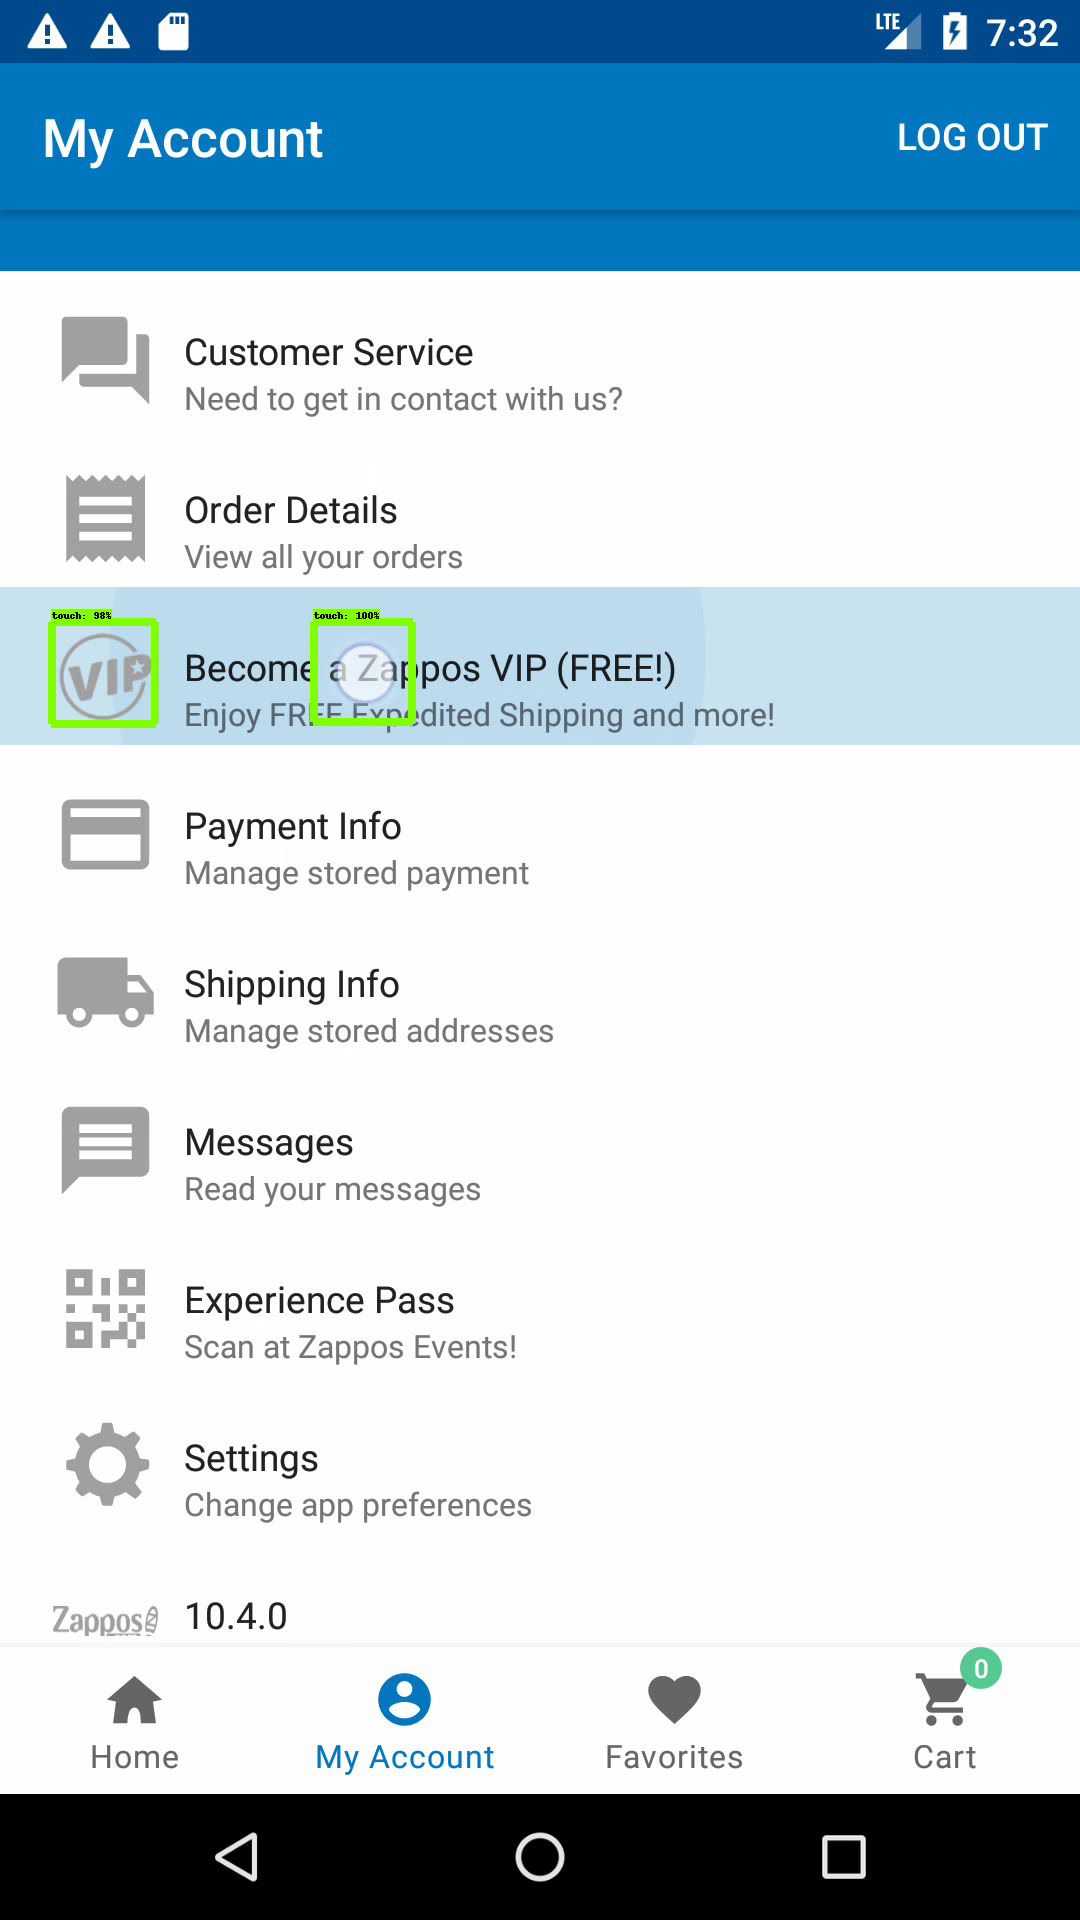 LTE 7:32
My Account LOG OUT
Customer Service
Need to get in contact with us?
Order Details
View all your orders
touch: 98% touch: 100%
VIP
Become a Zappos VIP (FREE!)
Enjoy FREE Expedited Shipping and more!
Payment Info
Manage stored payment
Shipping Info
Manage stored addresses
Messages
Read your messages
Experience Pass
Scan at Zappos Events!
Settings
Change app preferences
Zappos 10.4.0
0
Home My Account Favorites Cart